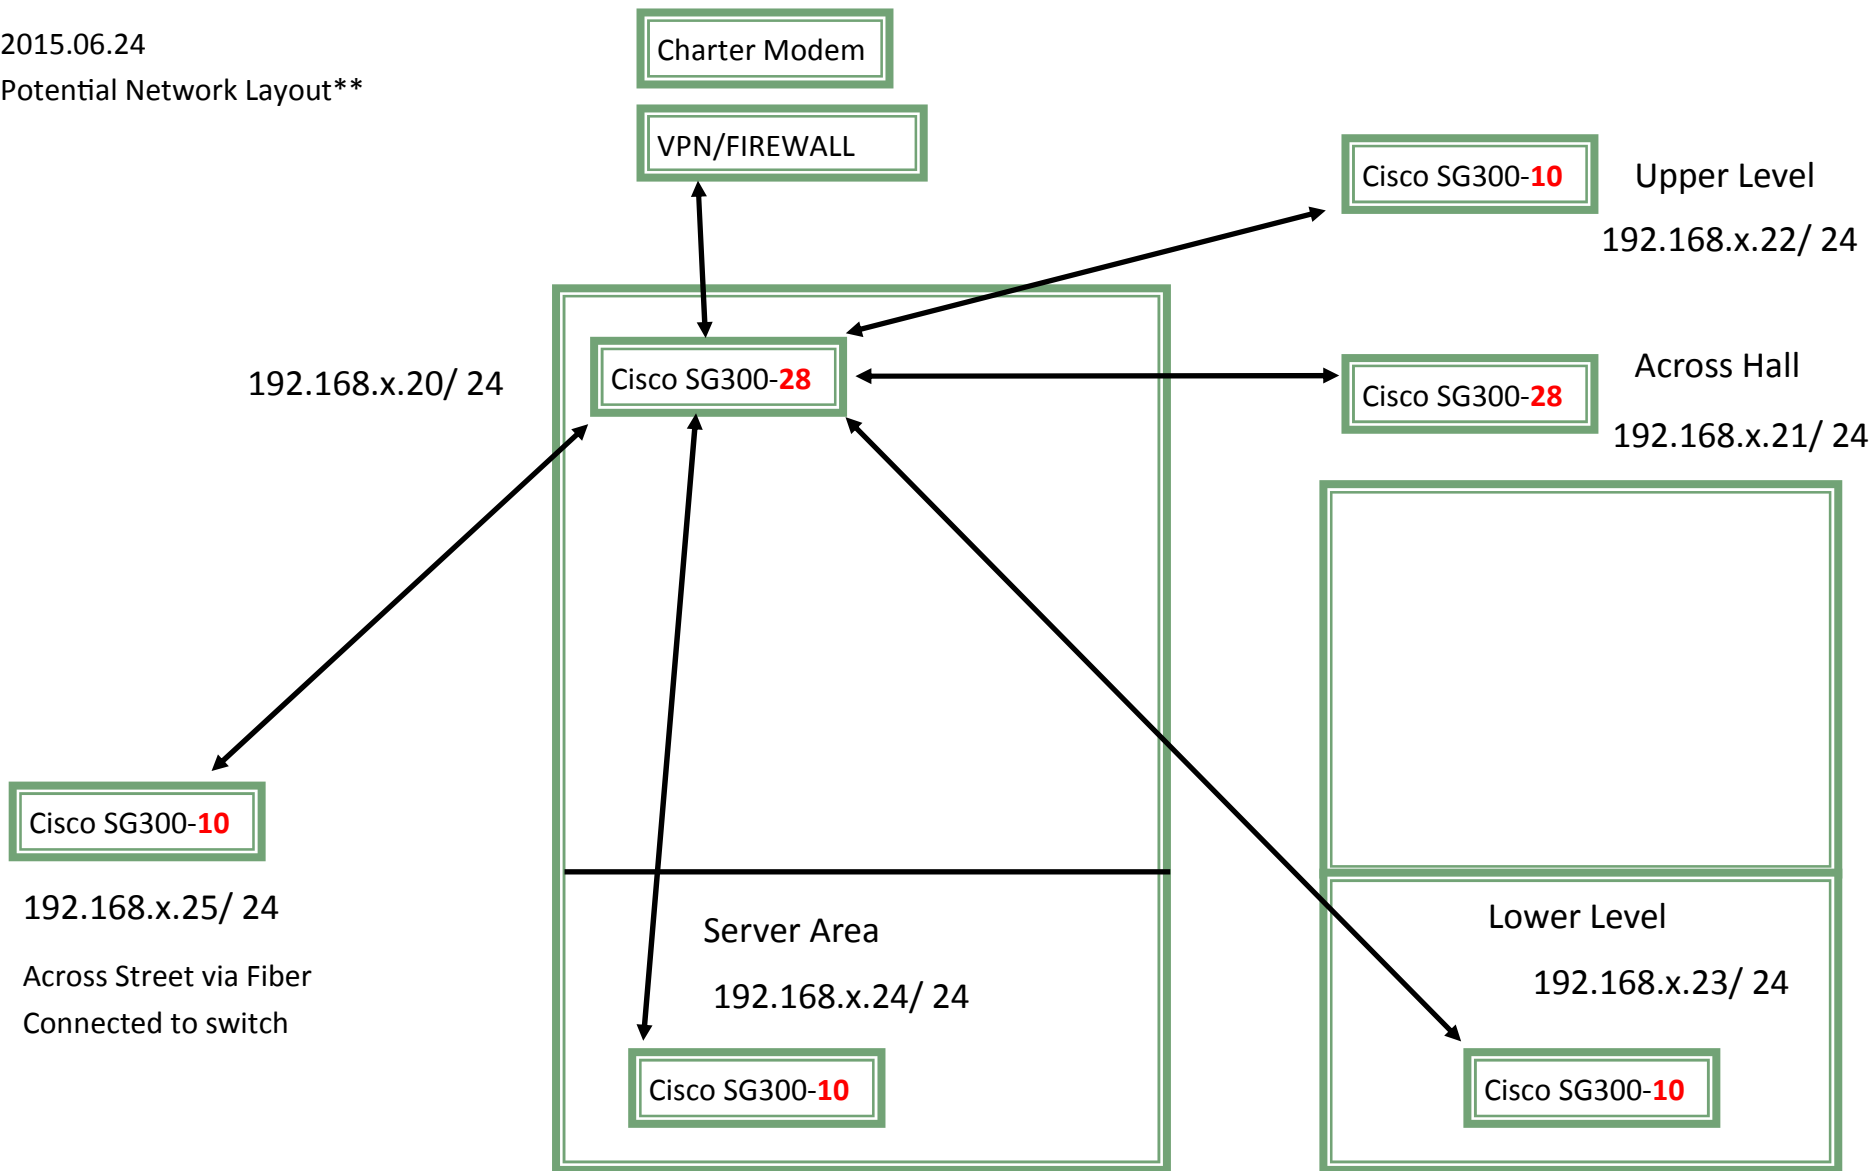 2015.06.24
Potential Network Layout**
Charter Modem
VPN/FIREWALL
Cisco SG300-10
Upper Level
192.168.x.22/ 24
192.168.x.20/ 24
Cisco SG300-28
Across Hall
Cisco SG300-28
192.168.x.21/ 24
Cisco SG300-10
192.168.x.25/ 24
Across Street via Fiber
Connected to switch
Server Area
192.168.x.24/ 24
Cisco SG300-10
Lower Level
192.168.x.23/ 24
Cisco SG300-10